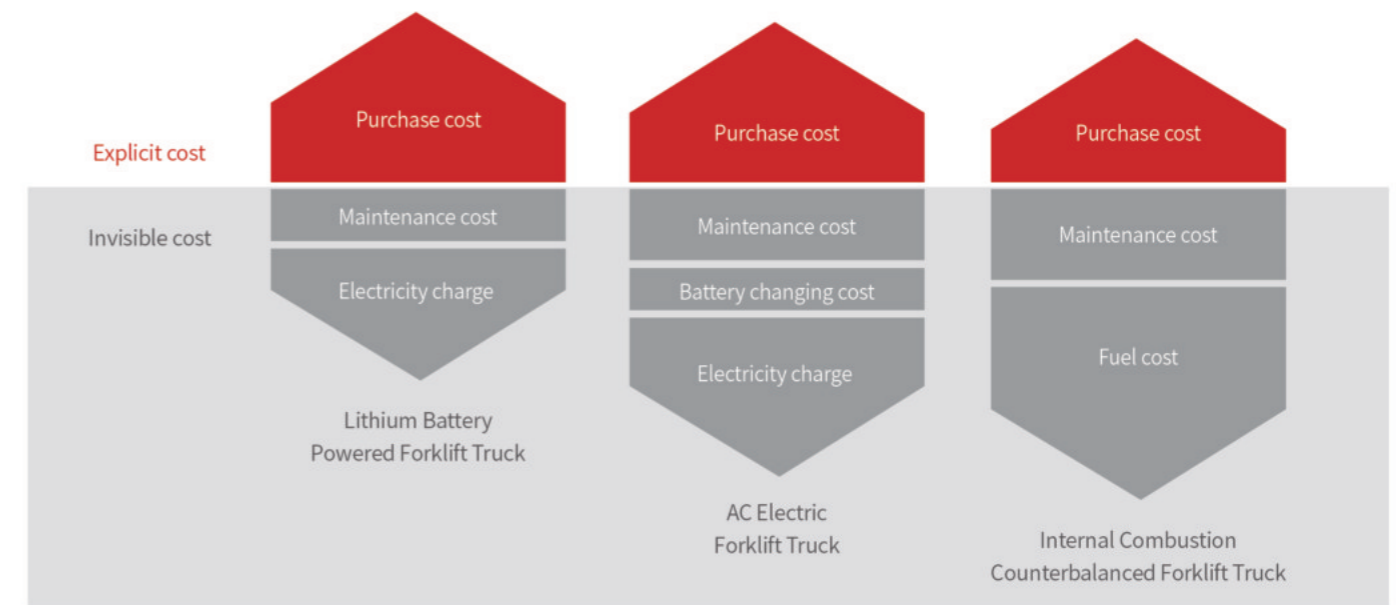 Explicit cost
Invisible cost
Purchase cost
Maintenance cost
Electricity charge
Lithium Battery
Powered Forklift Truck
Purchase cost
Maintenance cost
Battery changing cost
Electricity charge
AC Electric
Forklift Truck
Purchase cost
Maintenance cost
Fuel cost
Internal Combustion
Counterbalanced Forklift Truck